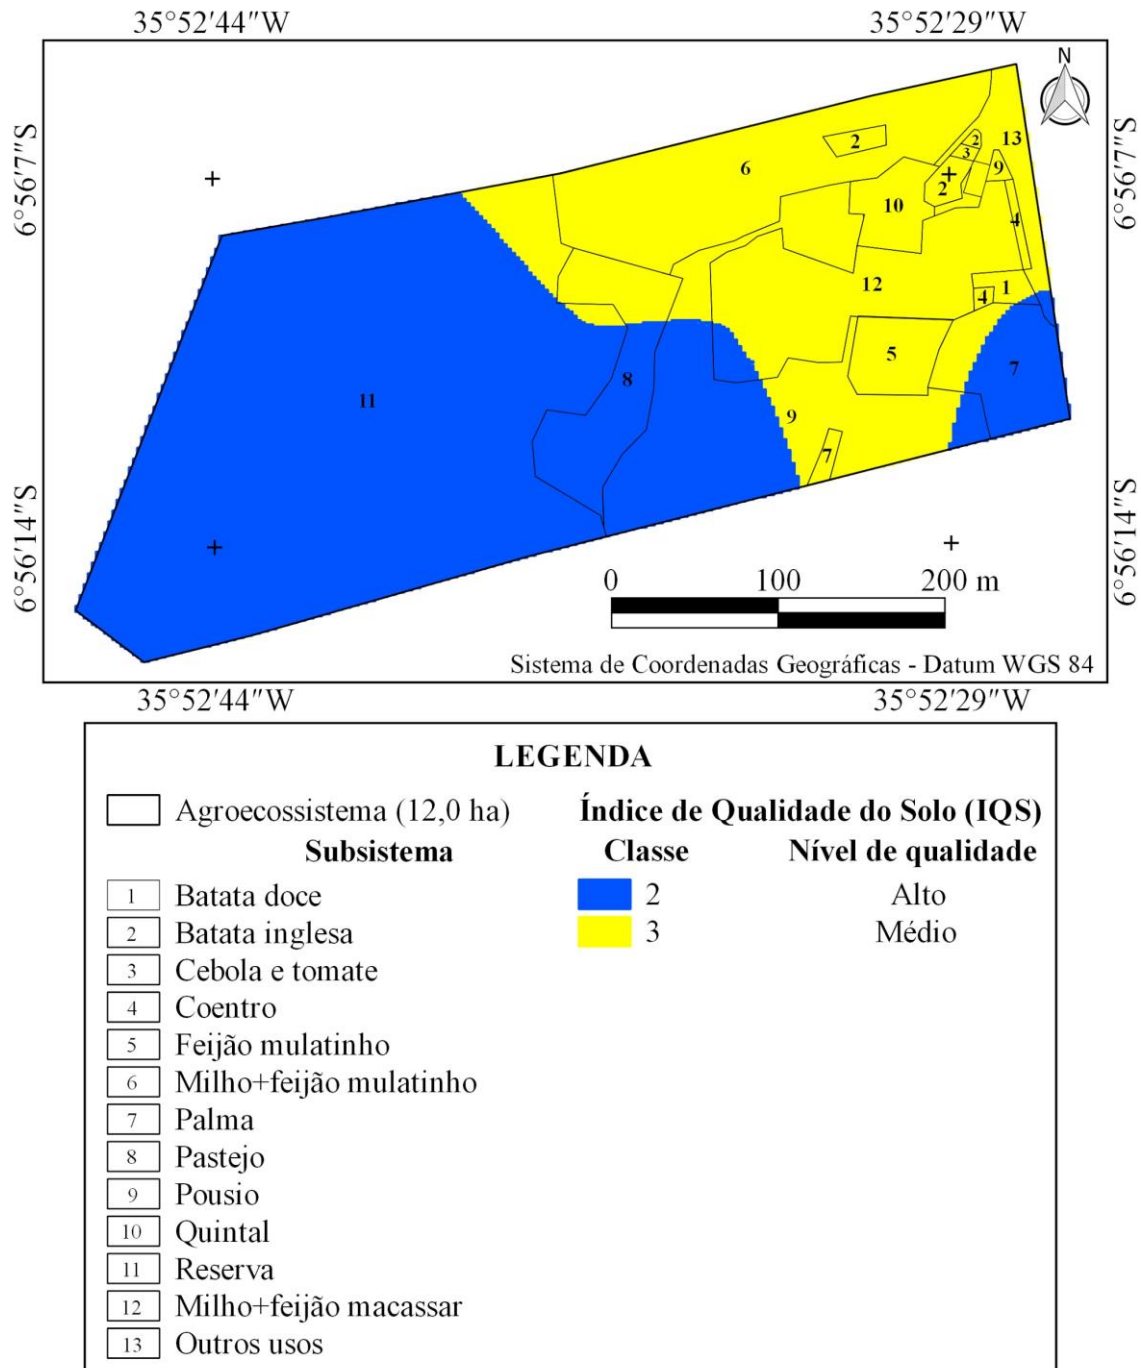 35°52'44"W 35°52'29"W
N
6°56'7"S 6°56'7"S
2
13
2
3
6
9
2
10
4
12
1
4
5
7
8
11
9
7
6°56'14"S 6°56'14"S
0 100 200 m
Sistema de Coordenadas Geográficas - Datum WGS 84
35°52'44"W 35°52'29"W
LEGENDA
Agroecossistema (12,0 ha) Índice de Qualidade do Solo (IQS)
Subsistema Classe Nível de qualidade
1 Batata doce 2 Alto
2 Batata inglesa 3 Médio
3 Cebola e tomate
4 Coentro
5 Feijão mulatinho
6 Milho+feijão mulatinho
7 Palma
8 Pastejo
9 Pousio
10 Quintal
11 Reserva
12 Milho+feijão macassar
13 Outros usos